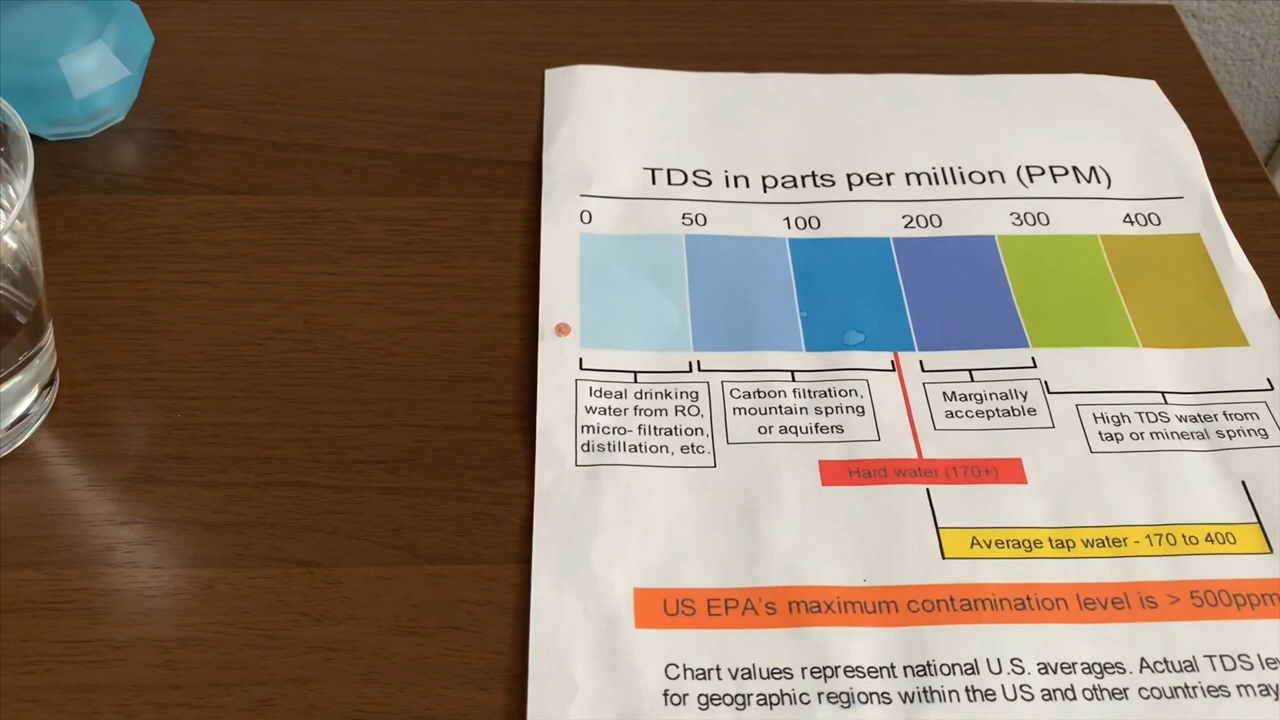 TDS in parts per million (PPM)
0 50 100 200 300 400
Ideal drinking
water from RO,
micro- filtration,
distillation, etc.
Carbon filtration,
mountain spring
or aquifers
Marginally
acceptable
High TDS water from
tap or mineral spring
Hard water (170+)
Average tap water - 170 to 400
US EPA's maximum contamination level is > 500ppm
Chart values represent national U.S. averages. Actual TDS
for geographic regions within the US and other countries may